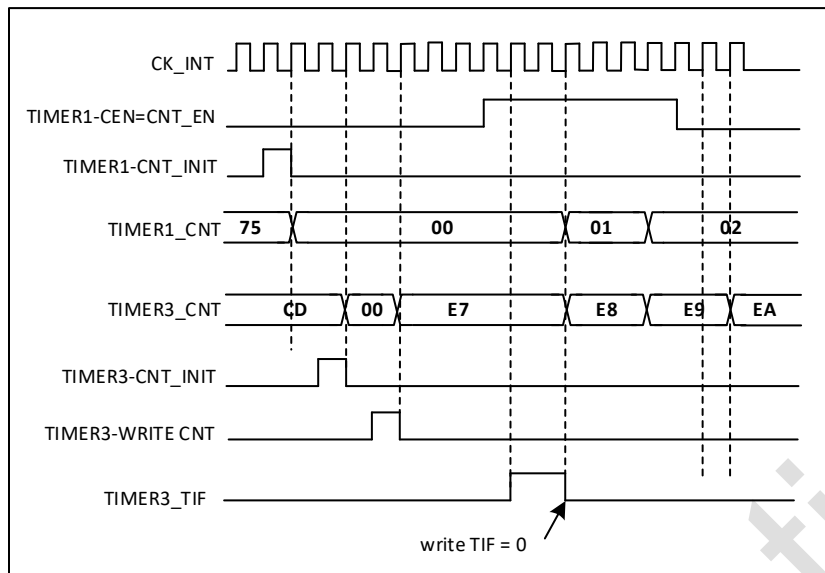 CK_INT
TIMER1-CEN=CNT_EN
TIMER1-CNT_INIT
TIMER1_CNT 75 00 01 02
TIMER3_CNT CD 00 E7 E8 E9 EA
TIMER3-CNT_INIT
TIMER3-WRITE CNT
TIMER3_TIF
write TIF = 0